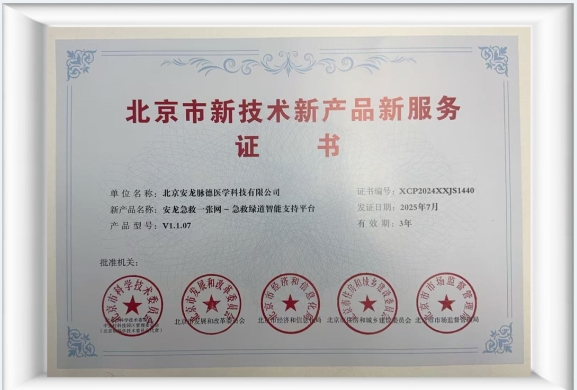 北京市新技术新产品新服务
证 书
单位名称：北京安龙脉德医学科技有限公司
证书编号：XCP2024XXJS1440
新产品名称：安龙急救一张网－急救绿道智能支持平台
发证日期：2025年7月
产品型号：V1.1.07
有效期：3年
批准机关：
北京市科学技术委员会
北京市发展和改革委员会
北京市经济和信息化局
北京市住房和城乡建设委员会
北京市市场监督管理局